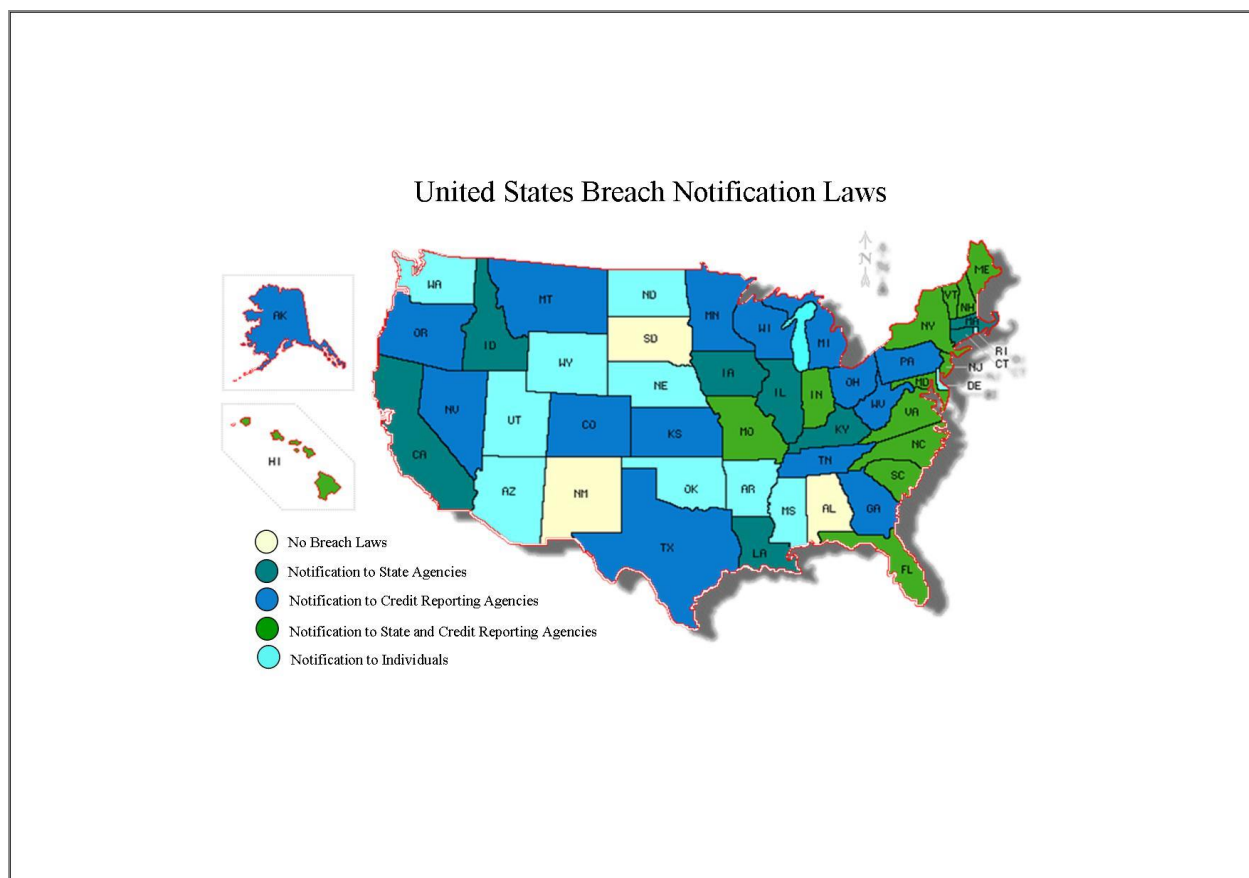 United States Breach Notification Laws
N
ME
WA
MT
ND
MN
VT
NH
AK
OR
ID
SD
WI
MI
NY
MA
RI
CT
WY
IA
PA
NJ
NE
DE
NV
UT
IL
IN
OH
MD
WV
VA
CO
KS
MO
KY
CA
NC
HI
TN
SC
AZ
NM
OK
AR
MS
AL
GA
TX
LA
FL
No Breach Laws
Notification to State Agencies
Notification to Credit Reporting Agencies
Notification to State and Credit Reporting Agencies
Notification to Individuals